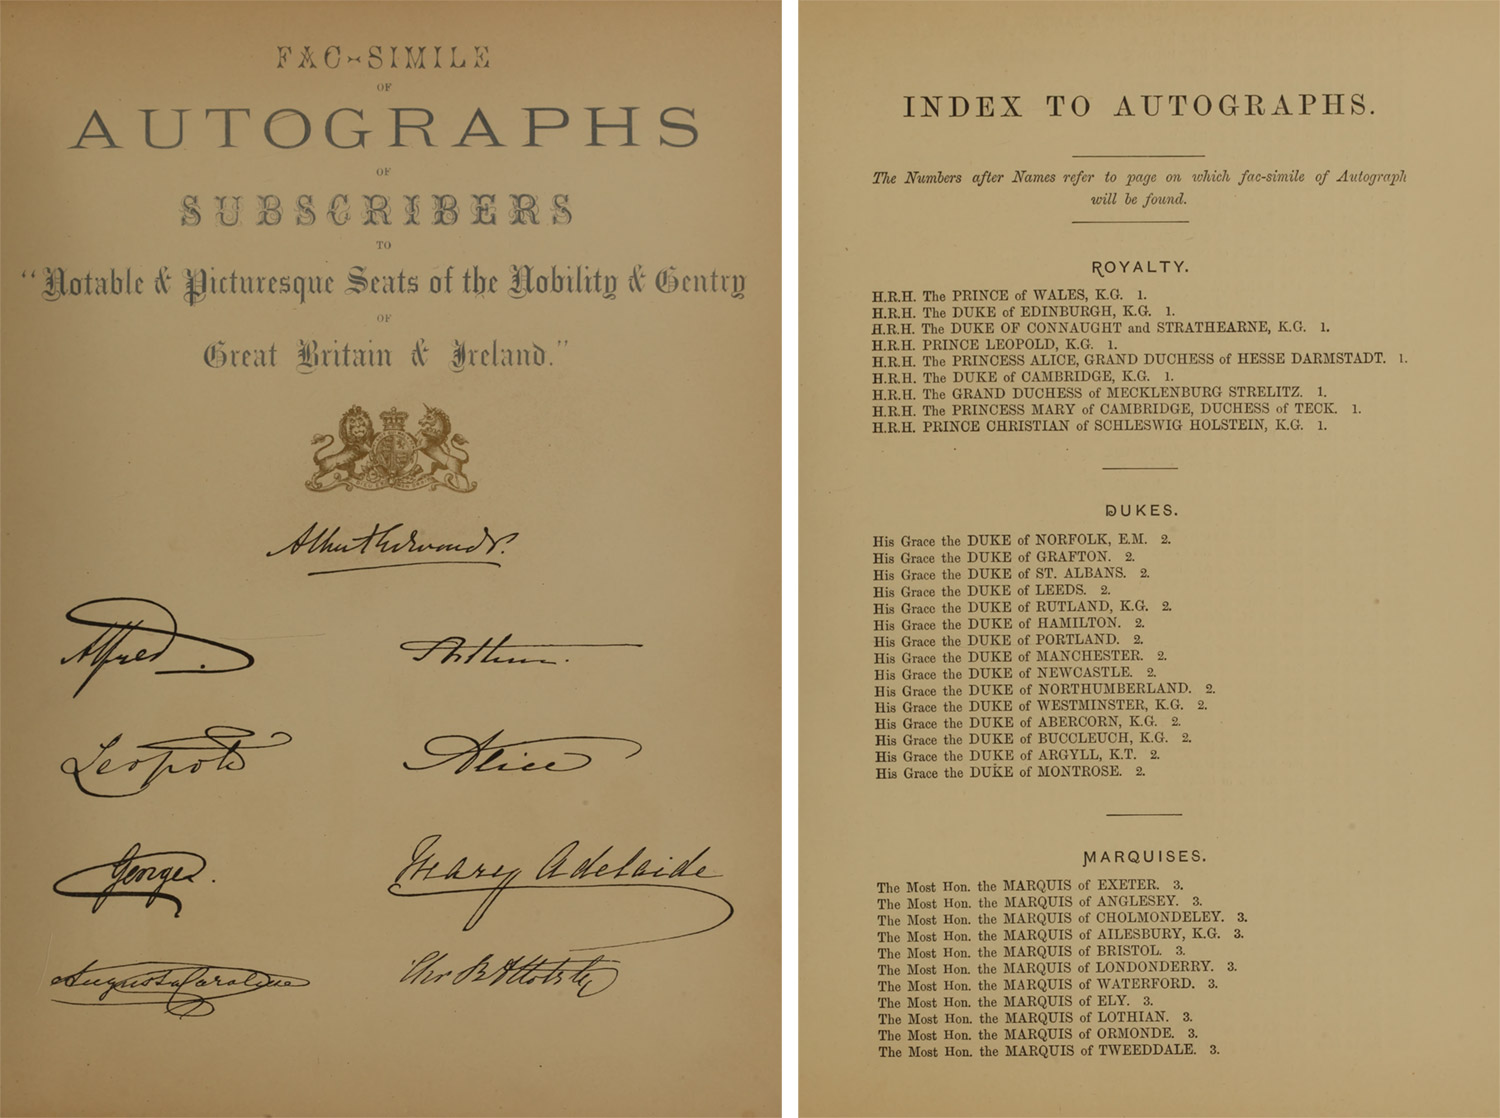 FAC-SIMILE
OF
AUTOGRAPHS
OF
SUBSCRIBERS
TO
"Notable & Picturesque Seats of the Nobility & Gentry
OF
Great Britain & Ireland."
Albert Edward P.
Alfred.
Arthur.
Leopold
Alice
George.
Mary Adelaide
Augusta Caroline
INDEX TO AUTOGRAPHS.
The Numbers after Names refer to page on which fac-simile of Autograph
will be found.
ROYALTY.
H.R.H. The PRINCE of WALES, K.G. 1.
H.R.H. The DUKE of EDINBURGH, K.G. 1.
H.R.H. The DUKE OF CONNAUGHT and STRATHEARNE, K.G. 1.
H.R.H. PRINCE LEOPOLD, K.G. 1.
H.R.H. The PRINCESS ALICE, GRAND DUCHESS of HESSE DARMSTADT. 1.
H.R.H. The DUKE of CAMBRIDGE, K.G. 1.
H.R.H. The GRAND DUCHESS of MECKLENBURG STRELITZ. 1.
H.R.H. The PRINCESS MARY of CAMBRIDGE, DUCHESS of TECK. 1.
H.R.H. PRINCE CHRISTIAN of SCHLESWIG HOLSTEIN, K.G. 1.
DUKES.
His Grace the DUKE of NORFOLK, E.M. 2.
His Grace the DUKE of GRAFTON. 2.
His Grace the DUKE of ST. ALBANS. 2.
His Grace the DUKE of LEEDS. 2.
His Grace the DUKE of RUTLAND, K.G. 2.
His Grace the DUKE of HAMILTON. 2.
His Grace the DUKE of PORTLAND. 2.
His Grace the DUKE of MANCHESTER. 2.
His Grace the DUKE of NEWCASTLE. 2.
His Grace the DUKE of NORTHUMBERLAND. 2.
His Grace the DUKE of WESTMINSTER, K.G. 2.
His Grace the DUKE of ABERCORN, K.G. 2.
His Grace the DUKE of BUCCLEUCH, K.G. 2.
His Grace the DUKE of ARGYLL, K.T. 2.
His Grace the DUKE of MONTROSE. 2.
MARQUISES.
The Most Hon. the MARQUIS of EXETER. 3.
The Most Hon. the MARQUIS of ANGLESEY. 3.
The Most Hon. the MARQUIS of CHOLMONDELEY. 3.
The Most Hon. the MARQUIS of AILESBURY, K.G. 3.
The Most Hon. the MARQUIS of BRISTOL. 3.
The Most Hon. the MARQUIS of LONDONDERRY. 3.
The Most Hon. the MARQUIS of WATERFORD. 3.
The Most Hon. the MARQUIS of ELY. 3.
The Most Hon. the MARQUIS of LOTHIAN. 3.
The Most Hon. the MARQUIS of ORMONDE. 3.
The Most Hon. the MARQUIS of TWEEDDALE. 3.